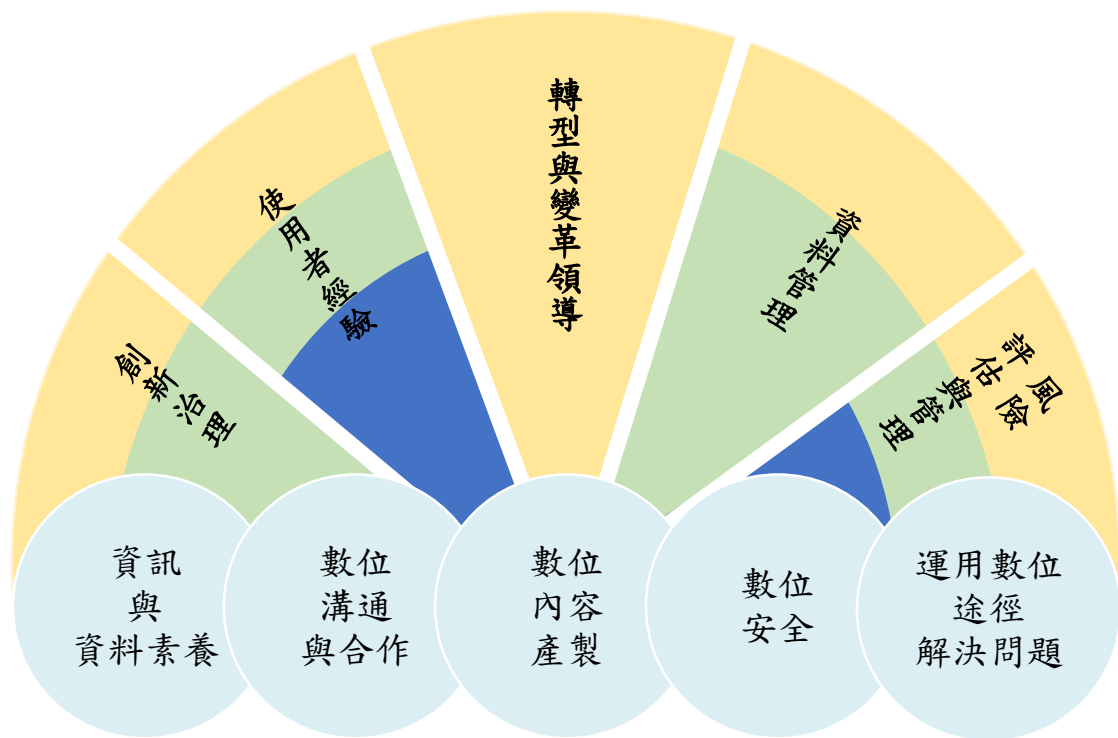 創新治理
使用者經驗
轉型與變革領導
資料管理
風險
評估
與管理
資訊
與
資料素養
數位
溝通
與合作
數位
內容
產製
數位
安全
運用數位
途徑
解決問題